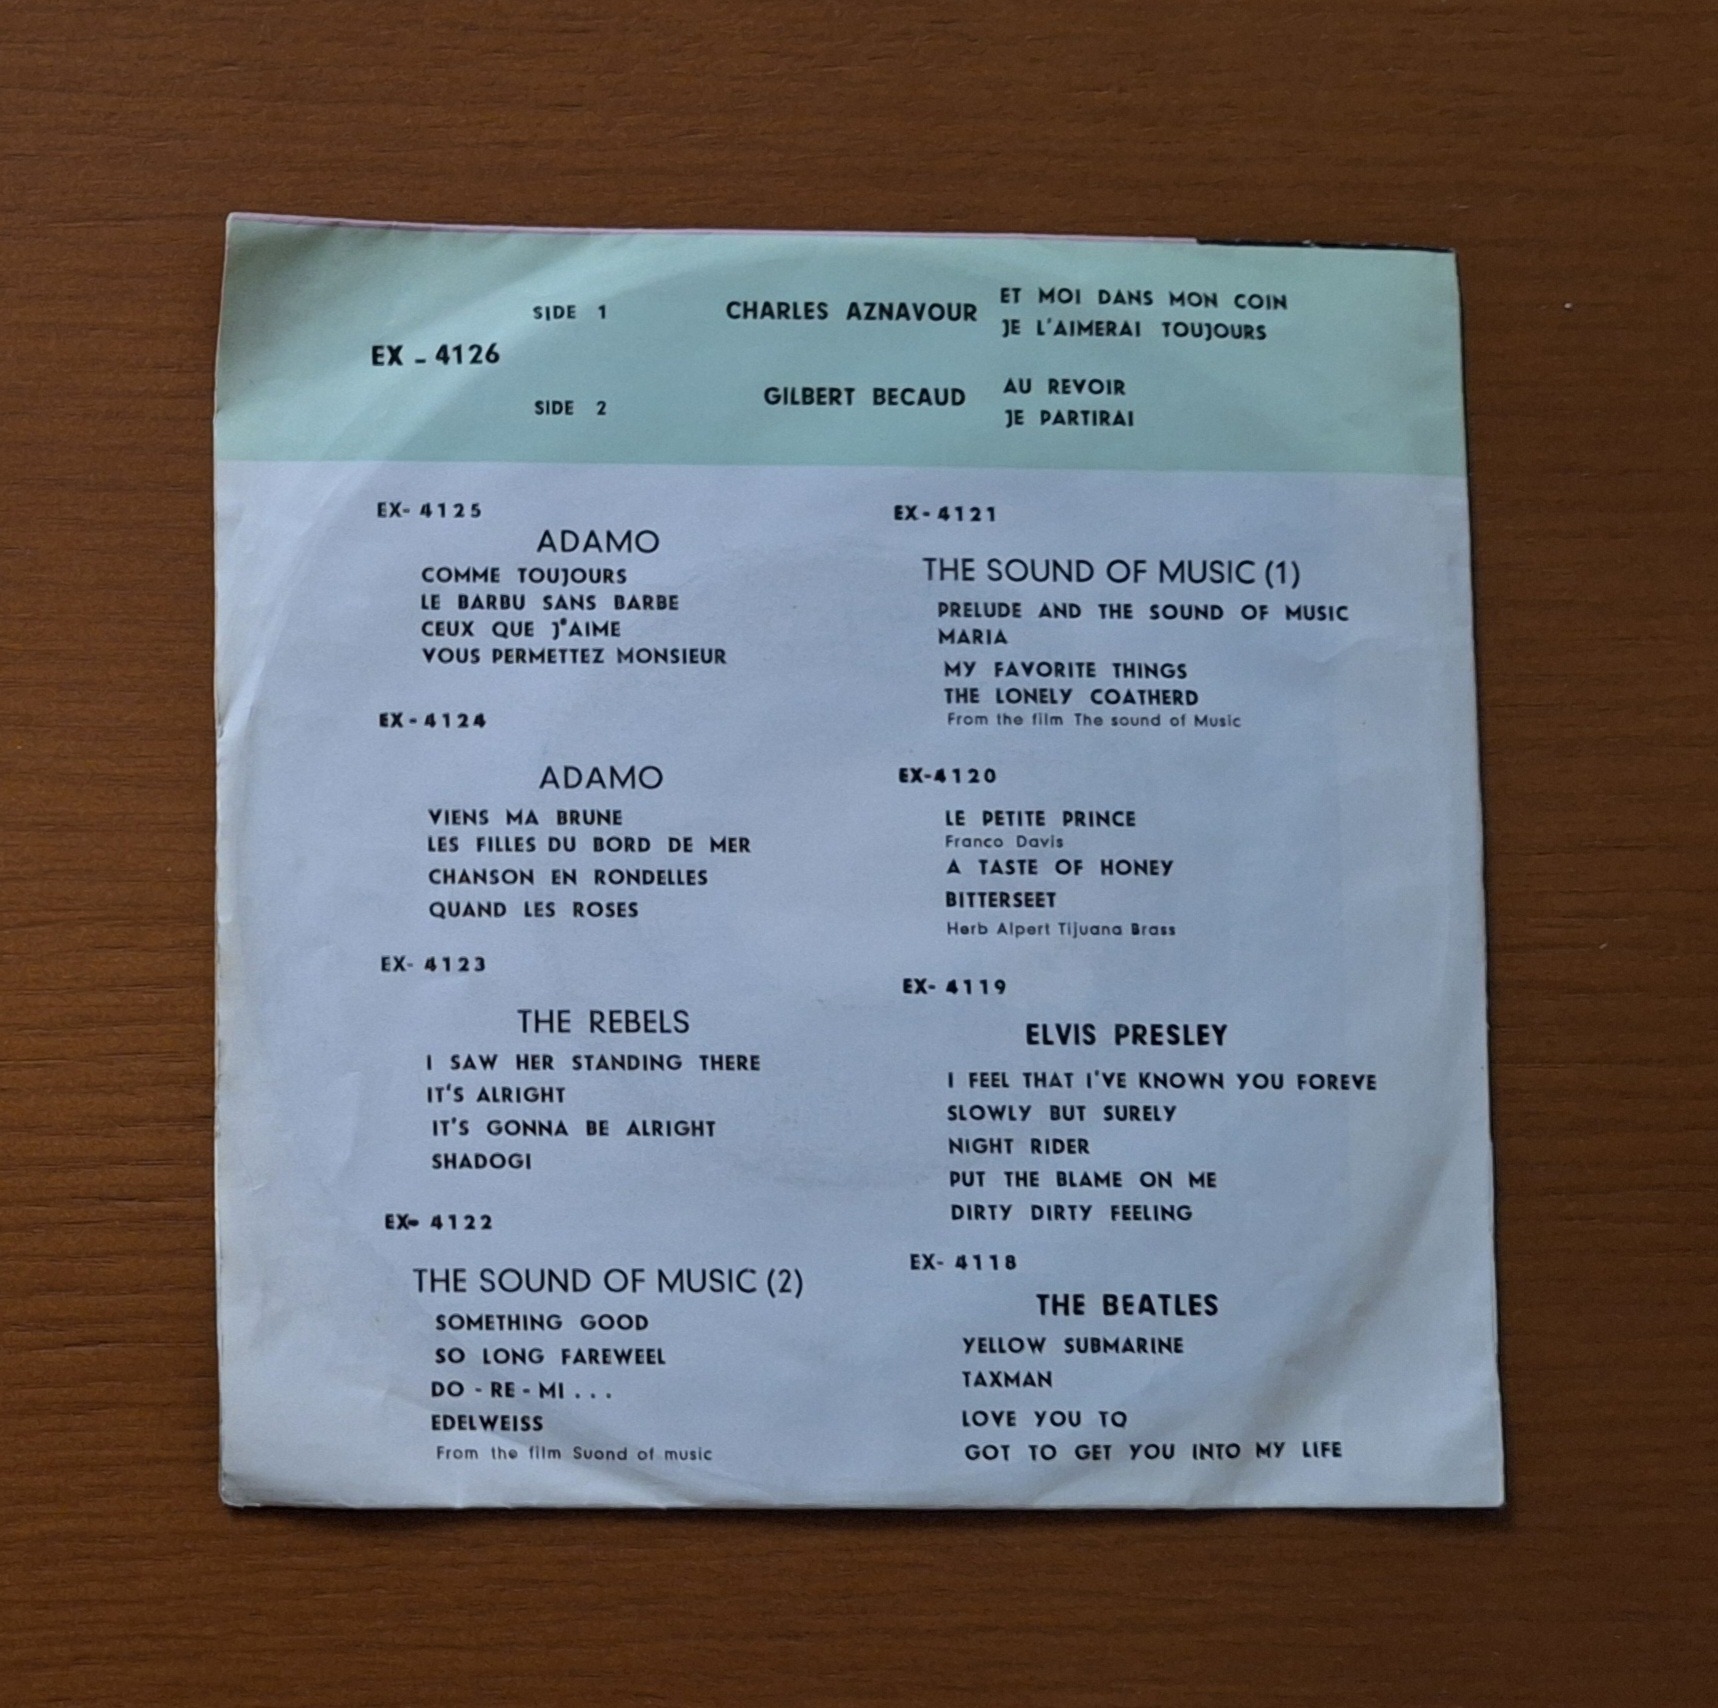 EX - 4126
SIDE 1
CHARLES AZNAVOUR
ET MOI DANS MON COIN
JE L'AIMERAI TOUJOURS
SIDE 2
GILBERT BECAUD
AU REVOIR
JE PARTIRAI
EX- 4125
ADAMO
COMME TOUJOURS
LE BARBU SANS BARBE
CEUX QUE J'AIME
VOUS PERMETTEZ MONSIEUR
EX-4124
ADAMO
VIENS MA BRUNE
LES FILLES DU BORD DE MER
CHANSON EN RONDELLES
QUAND LES ROSES
EX- 4123
THE REBELS
I SAW HER STANDING THERE
IT'S ALRIGHT
IT'S GONNA BE ALRIGHT
SHADOGI
EX- 4122
THE SOUND OF MUSIC (2)
SOMETHING GOOD
SO LONG FAREWEEL
DO - RE - MI . . .
EDELWEISS
From the film Suond of music
EX-4121
THE SOUND OF MUSIC (1)
PRELUDE AND THE SOUND OF MUSIC
MARIA
MY FAVORITE THINGS
THE LONELY COATHERD
From the film The sound of Music
EX-4120
LE PETITE PRINCE
Franco Davis
A TASTE OF HONEY
BITTERSEET
Herb Alpert Tijuana Brass
EX- 4119
ELVIS PRESLEY
I FEEL THAT I'VE KNOWN YOU FOREVE
SLOWLY BUT SURELY
NIGHT RIDER
PUT THE BLAME ON ME
DIRTY DIRTY FEELING
EX- 4118
THE BEATLES
YELLOW SUBMARINE
TAXMAN
LOVE YOU TO
GOT TO GET YOU INTO MY LIFE